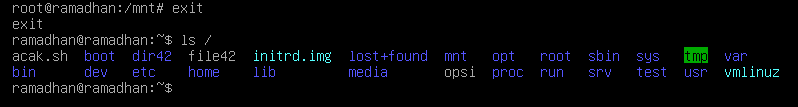 root@ramadhan:/mnt# exit
exit
ramadhan@ramadhan:~$ ls /
acak.sh boot dir42 file42 initrd.img lost+found mnt opt root sbin sys tmp var
bin dev etc home lib media opsi proc run srv test usr vmlinuz
ramadhan@ramadhan:~$